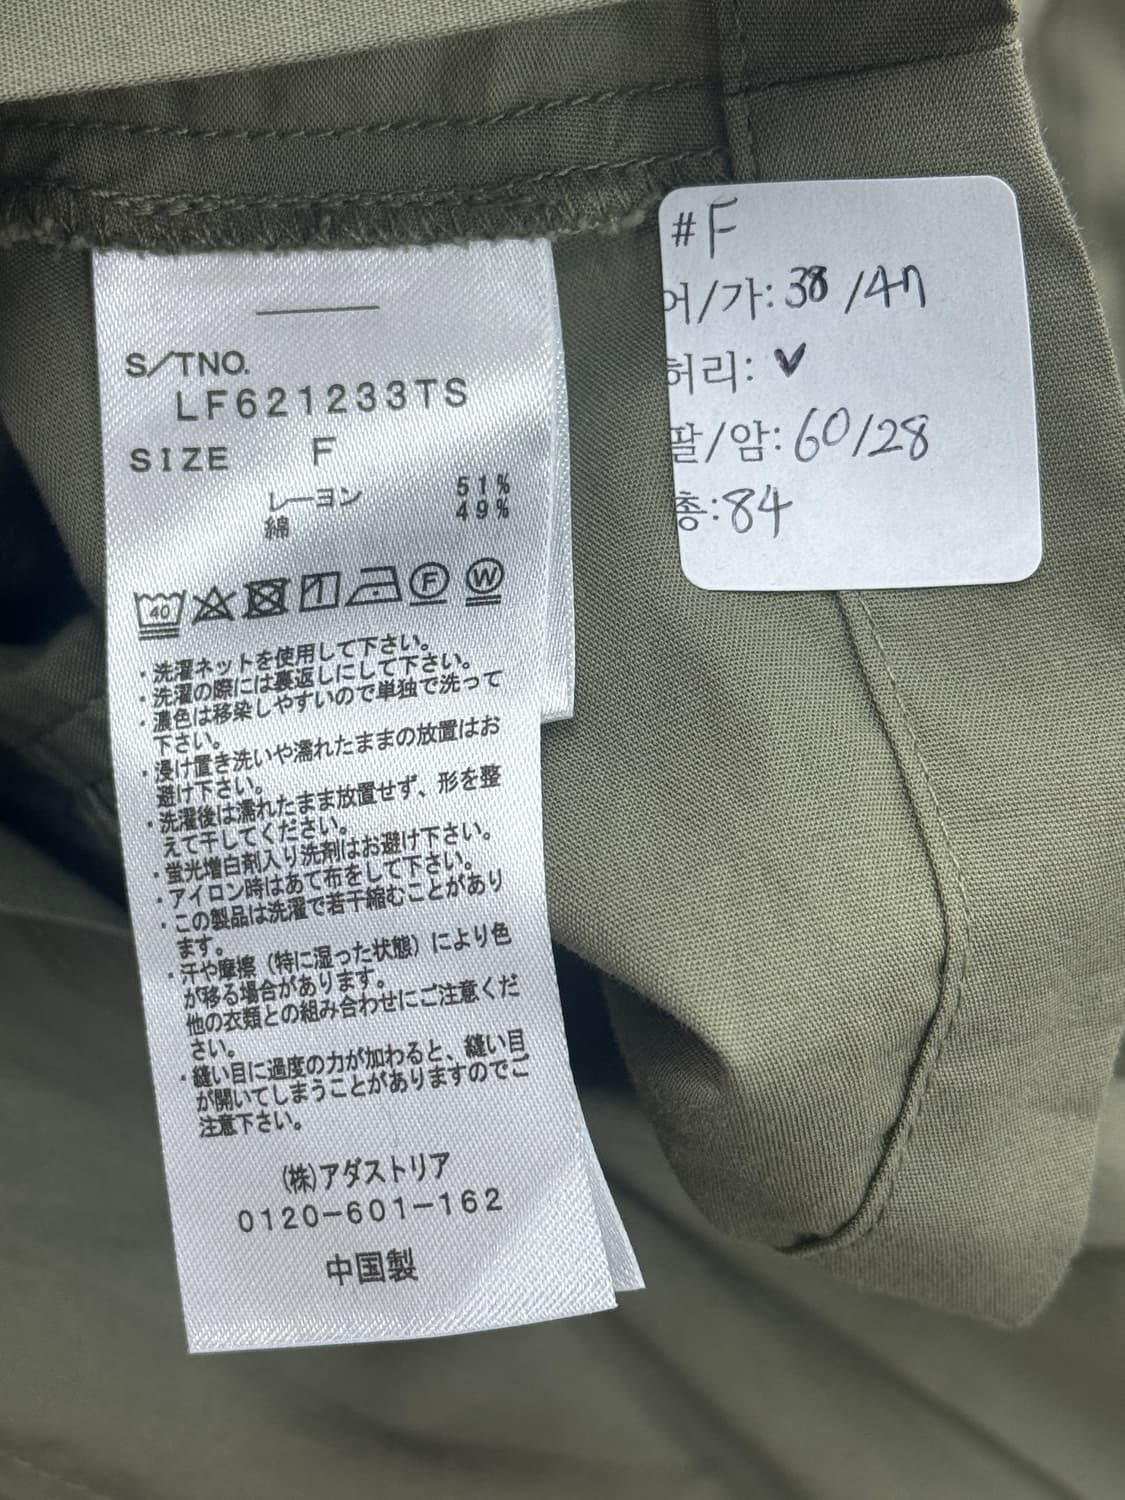 S/TNO.
LF621233TS
SIZE F
レーヨン 51%
綿 49%
40 F W
・洗濯ネットを使用して下さい。
・洗濯の際には裏返しにして下さい。
・濃色は移染しやすいので単独で洗って
下さい。
・浸け置き洗いや濡れたままの放置はお
避け下さい。
・洗濯後は濡れたまま放置せず、形を整
えて干してください。
・蛍光増白剤入り洗剤はお避け下さい。
・アイロン時はあて布をして下さい。
・この製品は洗濯で若干縮むことがあり
ます。
・汗や摩擦（特に湿った状態）により色
が移る場合があります。
他の衣類との組み合わせにご注意くだ
さい。
・縫い目に過度の力が加わると、縫い目
が開いてしまうことがありますのでご
注意下さい。
(株)アダストリア
0120-601-162
中国製
#F
어/가: 38/47
허리: ✓
팔/암: 60/28
총: 84